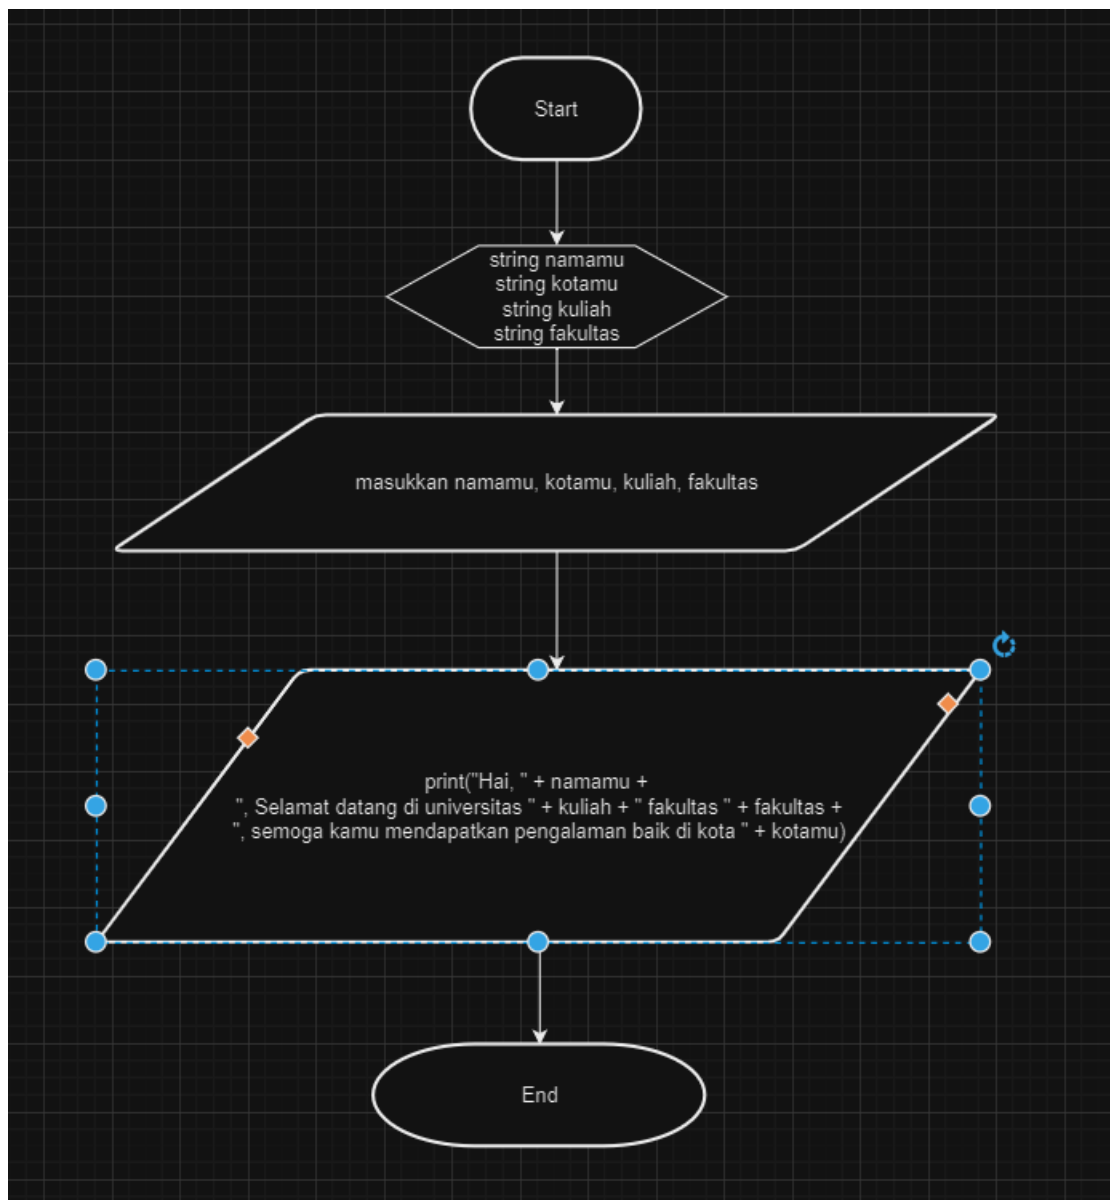 Start
string namamu
string kotamu
string kuliah
string fakultas
masukkan namamu, kotamu, kuliah, fakultas
print("Hai, " + namamu +
", Selamat datang di universitas " + kuliah + " fakultas " + fakultas +
", semoga kamu mendapatkan pengalaman baik di kota " + kotamu)
End